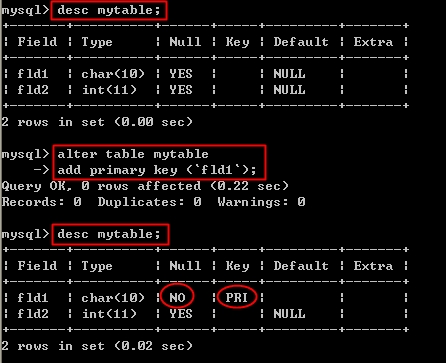 mysql> desc mytable;
+-------+----------+------+-----+---------+-------+
| Field | Type     | Null | Key | Default | Extra |
+-------+----------+------+-----+---------+-------+
| fld1  | char(10) | YES  |     | NULL    |       |
| fld2  | int(11)  | YES  |     | NULL    |       |
+-------+----------+------+-----+---------+-------+
2 rows in set (0.00 sec)
mysql> alter table mytable
    -> add primary key (`fld1`);
Query OK, 0 rows affected (0.22 sec)
Records: 0  Duplicates: 0  Warnings: 0
mysql> desc mytable;
+-------+----------+------+-----+---------+-------+
| Field | Type     | Null | Key | Default | Extra |
+-------+----------+------+-----+---------+-------+
| fld1  | char(10) | NO   | PRI |         |       |
| fld2  | int(11)  | YES  |     | NULL    |       |
+-------+----------+------+-----+---------+-------+
2 rows in set (0.02 sec)